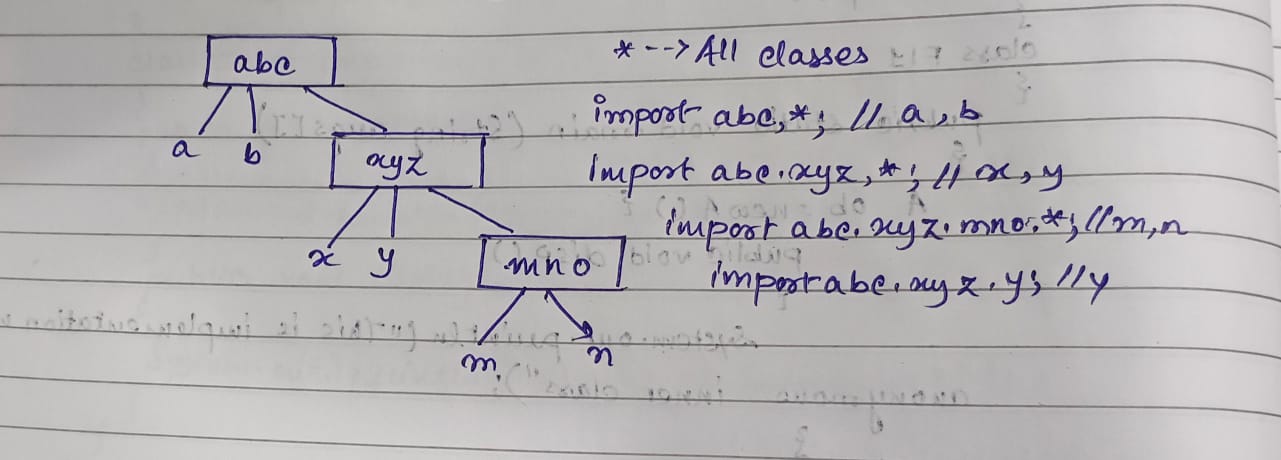 abc
* --> All classes
import abc.*; // a, b
a b
xyz
import abc.xyz.*; // x, y
import abc.xyz.mno.*; // m, n
x y
mno
import abc.xyz.y; // y
m n